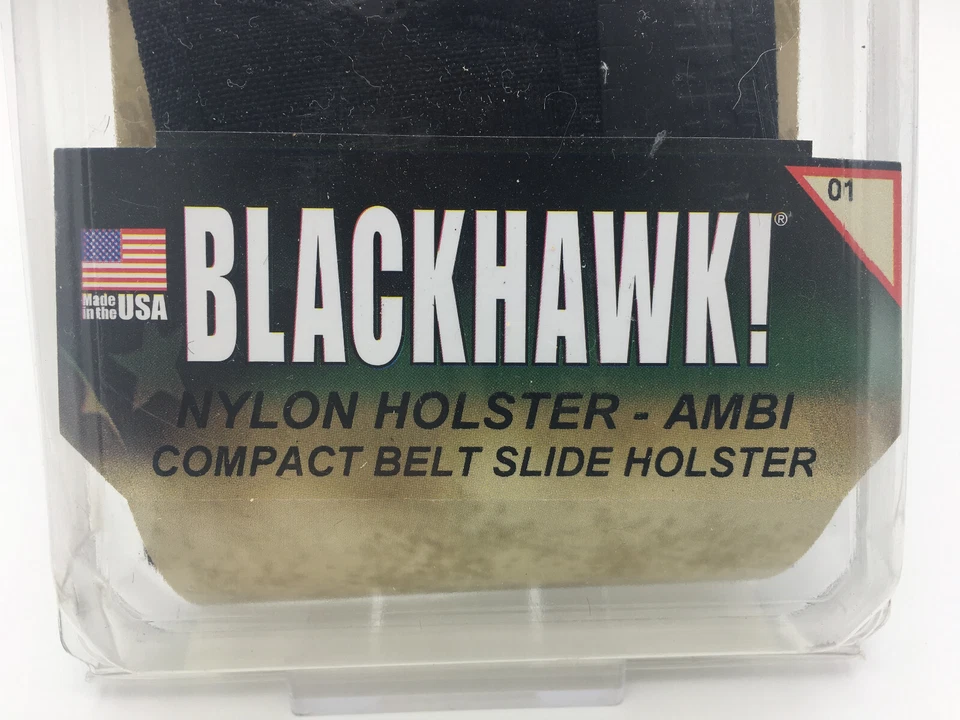 01
BLACKHAWK!®
Made
in the USA
NYLON HOLSTER - AMBI
COMPACT BELT SLIDE HOLSTER